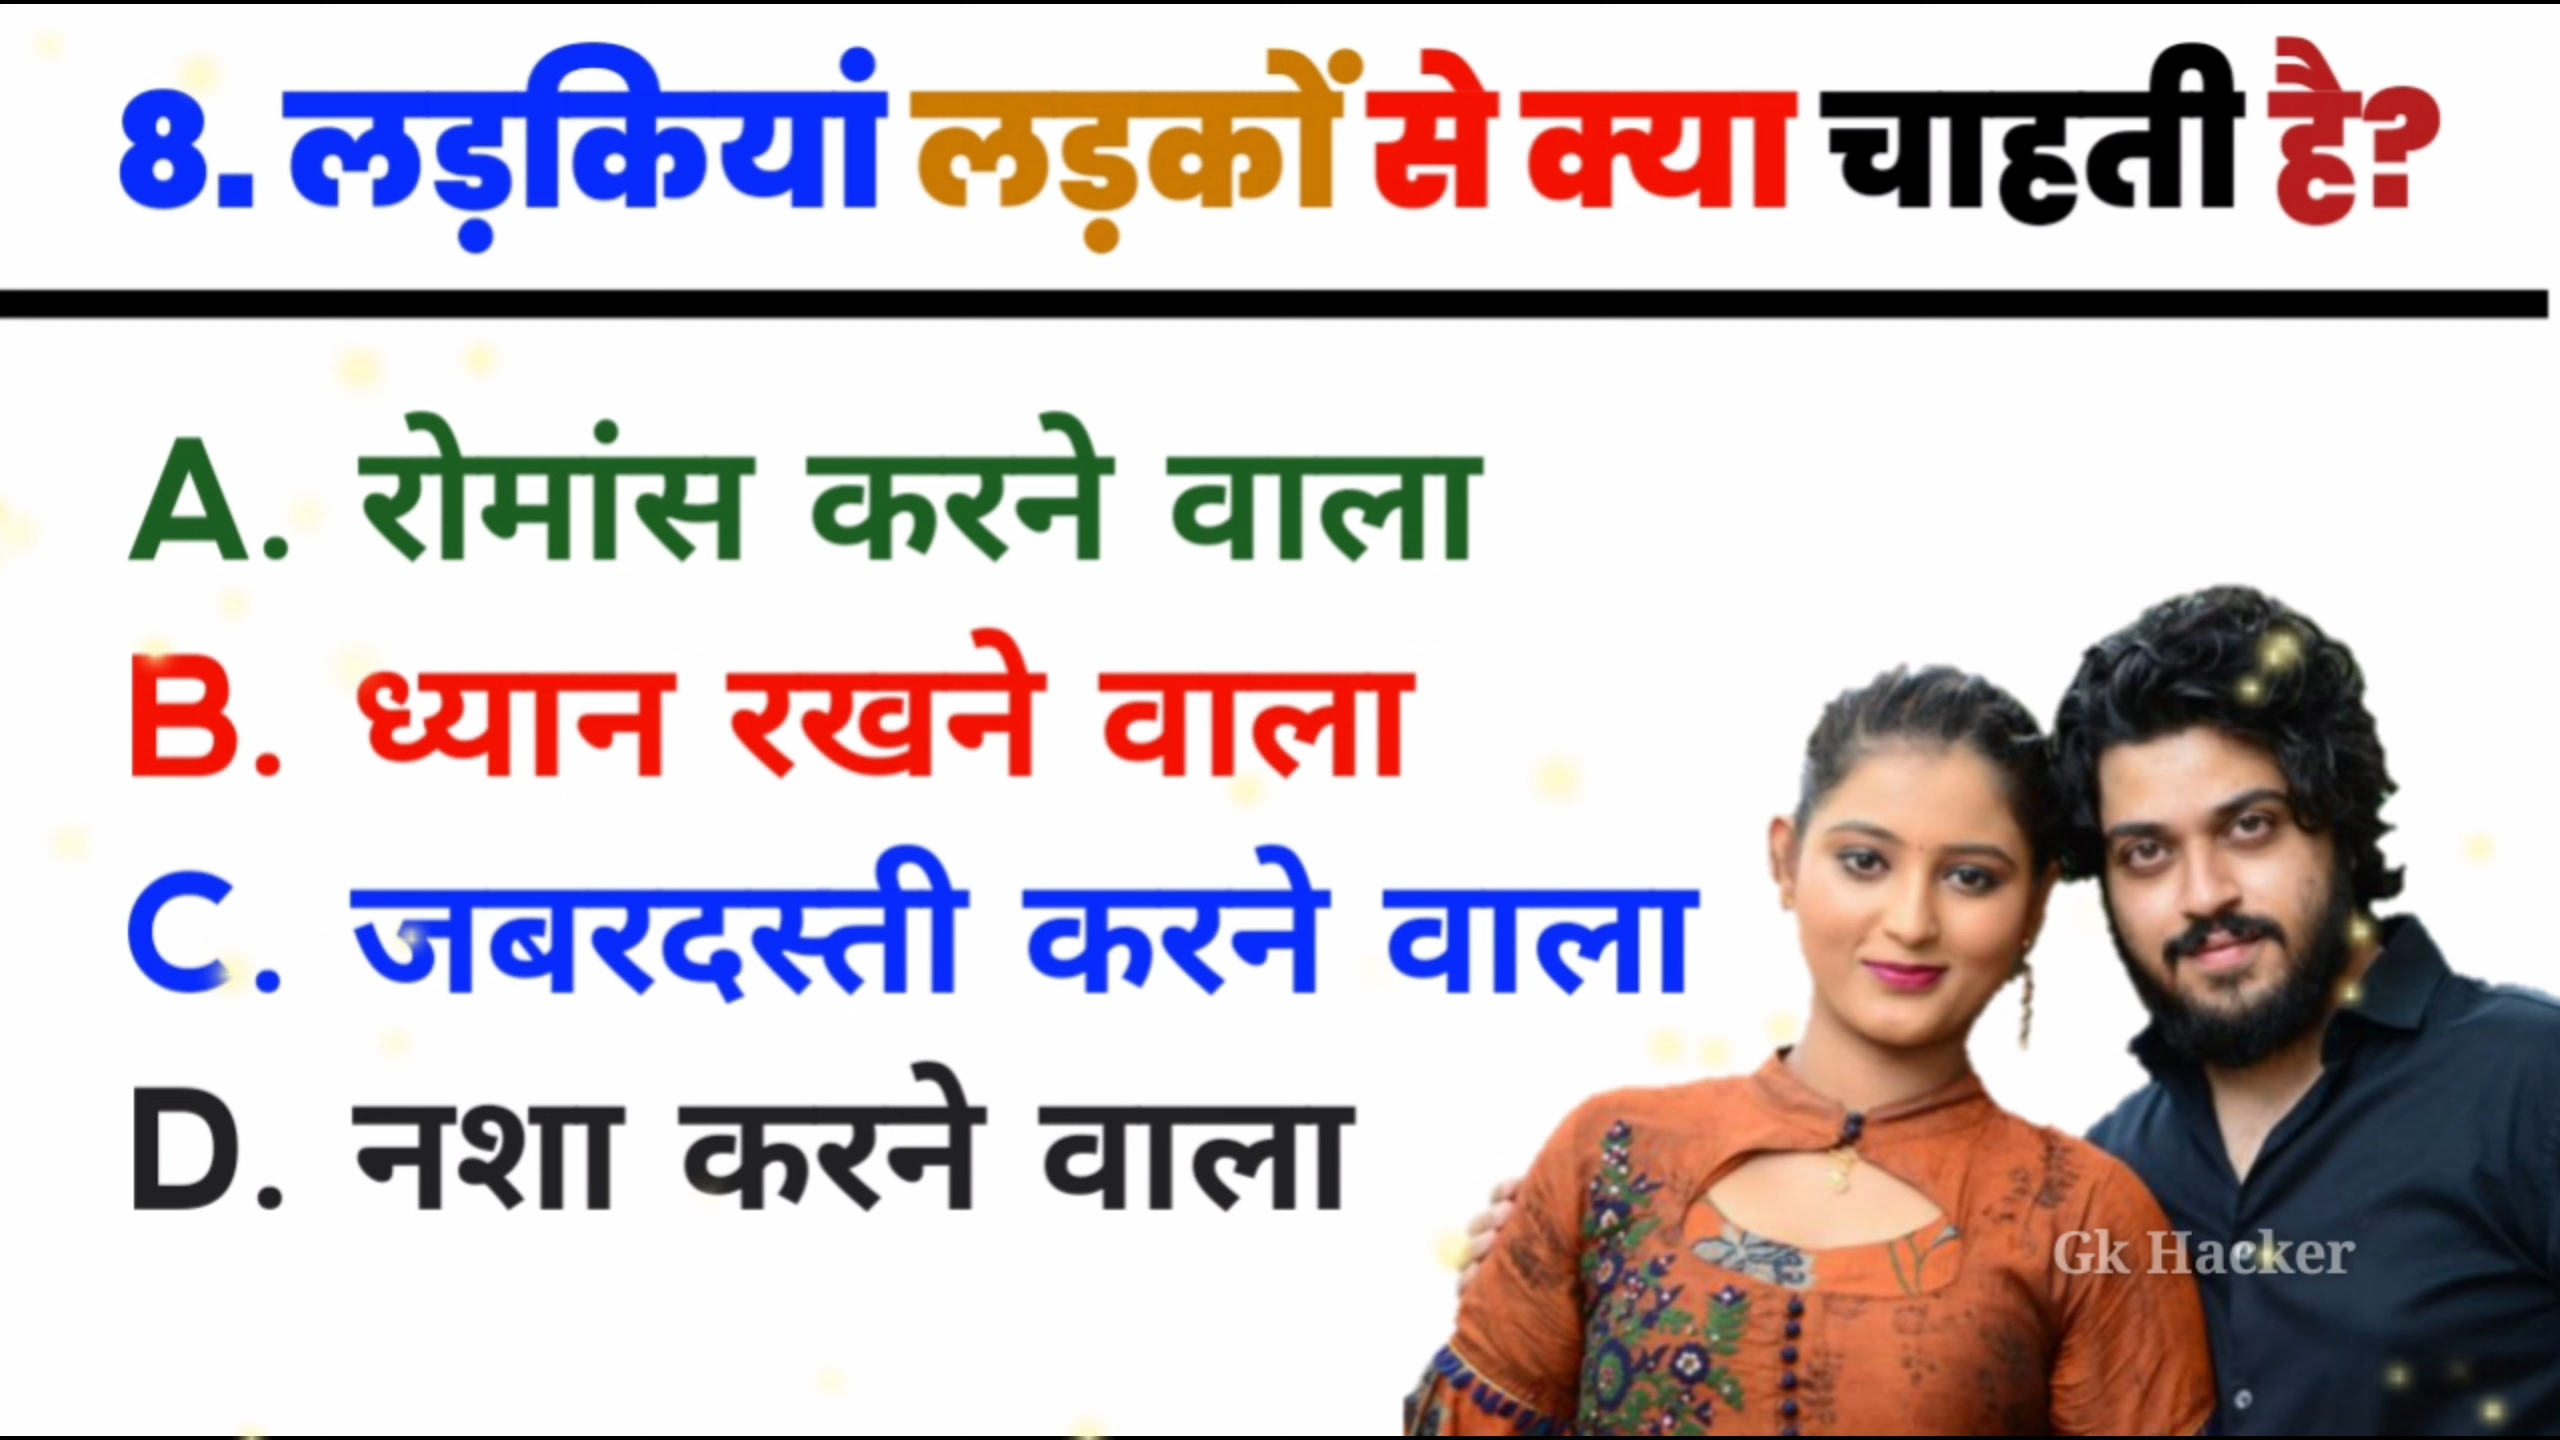 8. लड़कियां लड़कों से क्या चाहती है?
A. रोमांस करने वाला
B. ध्यान रखने वाला
C. जबरदस्ती करने वाला
D. नशा करने वाला
Gk Hacker